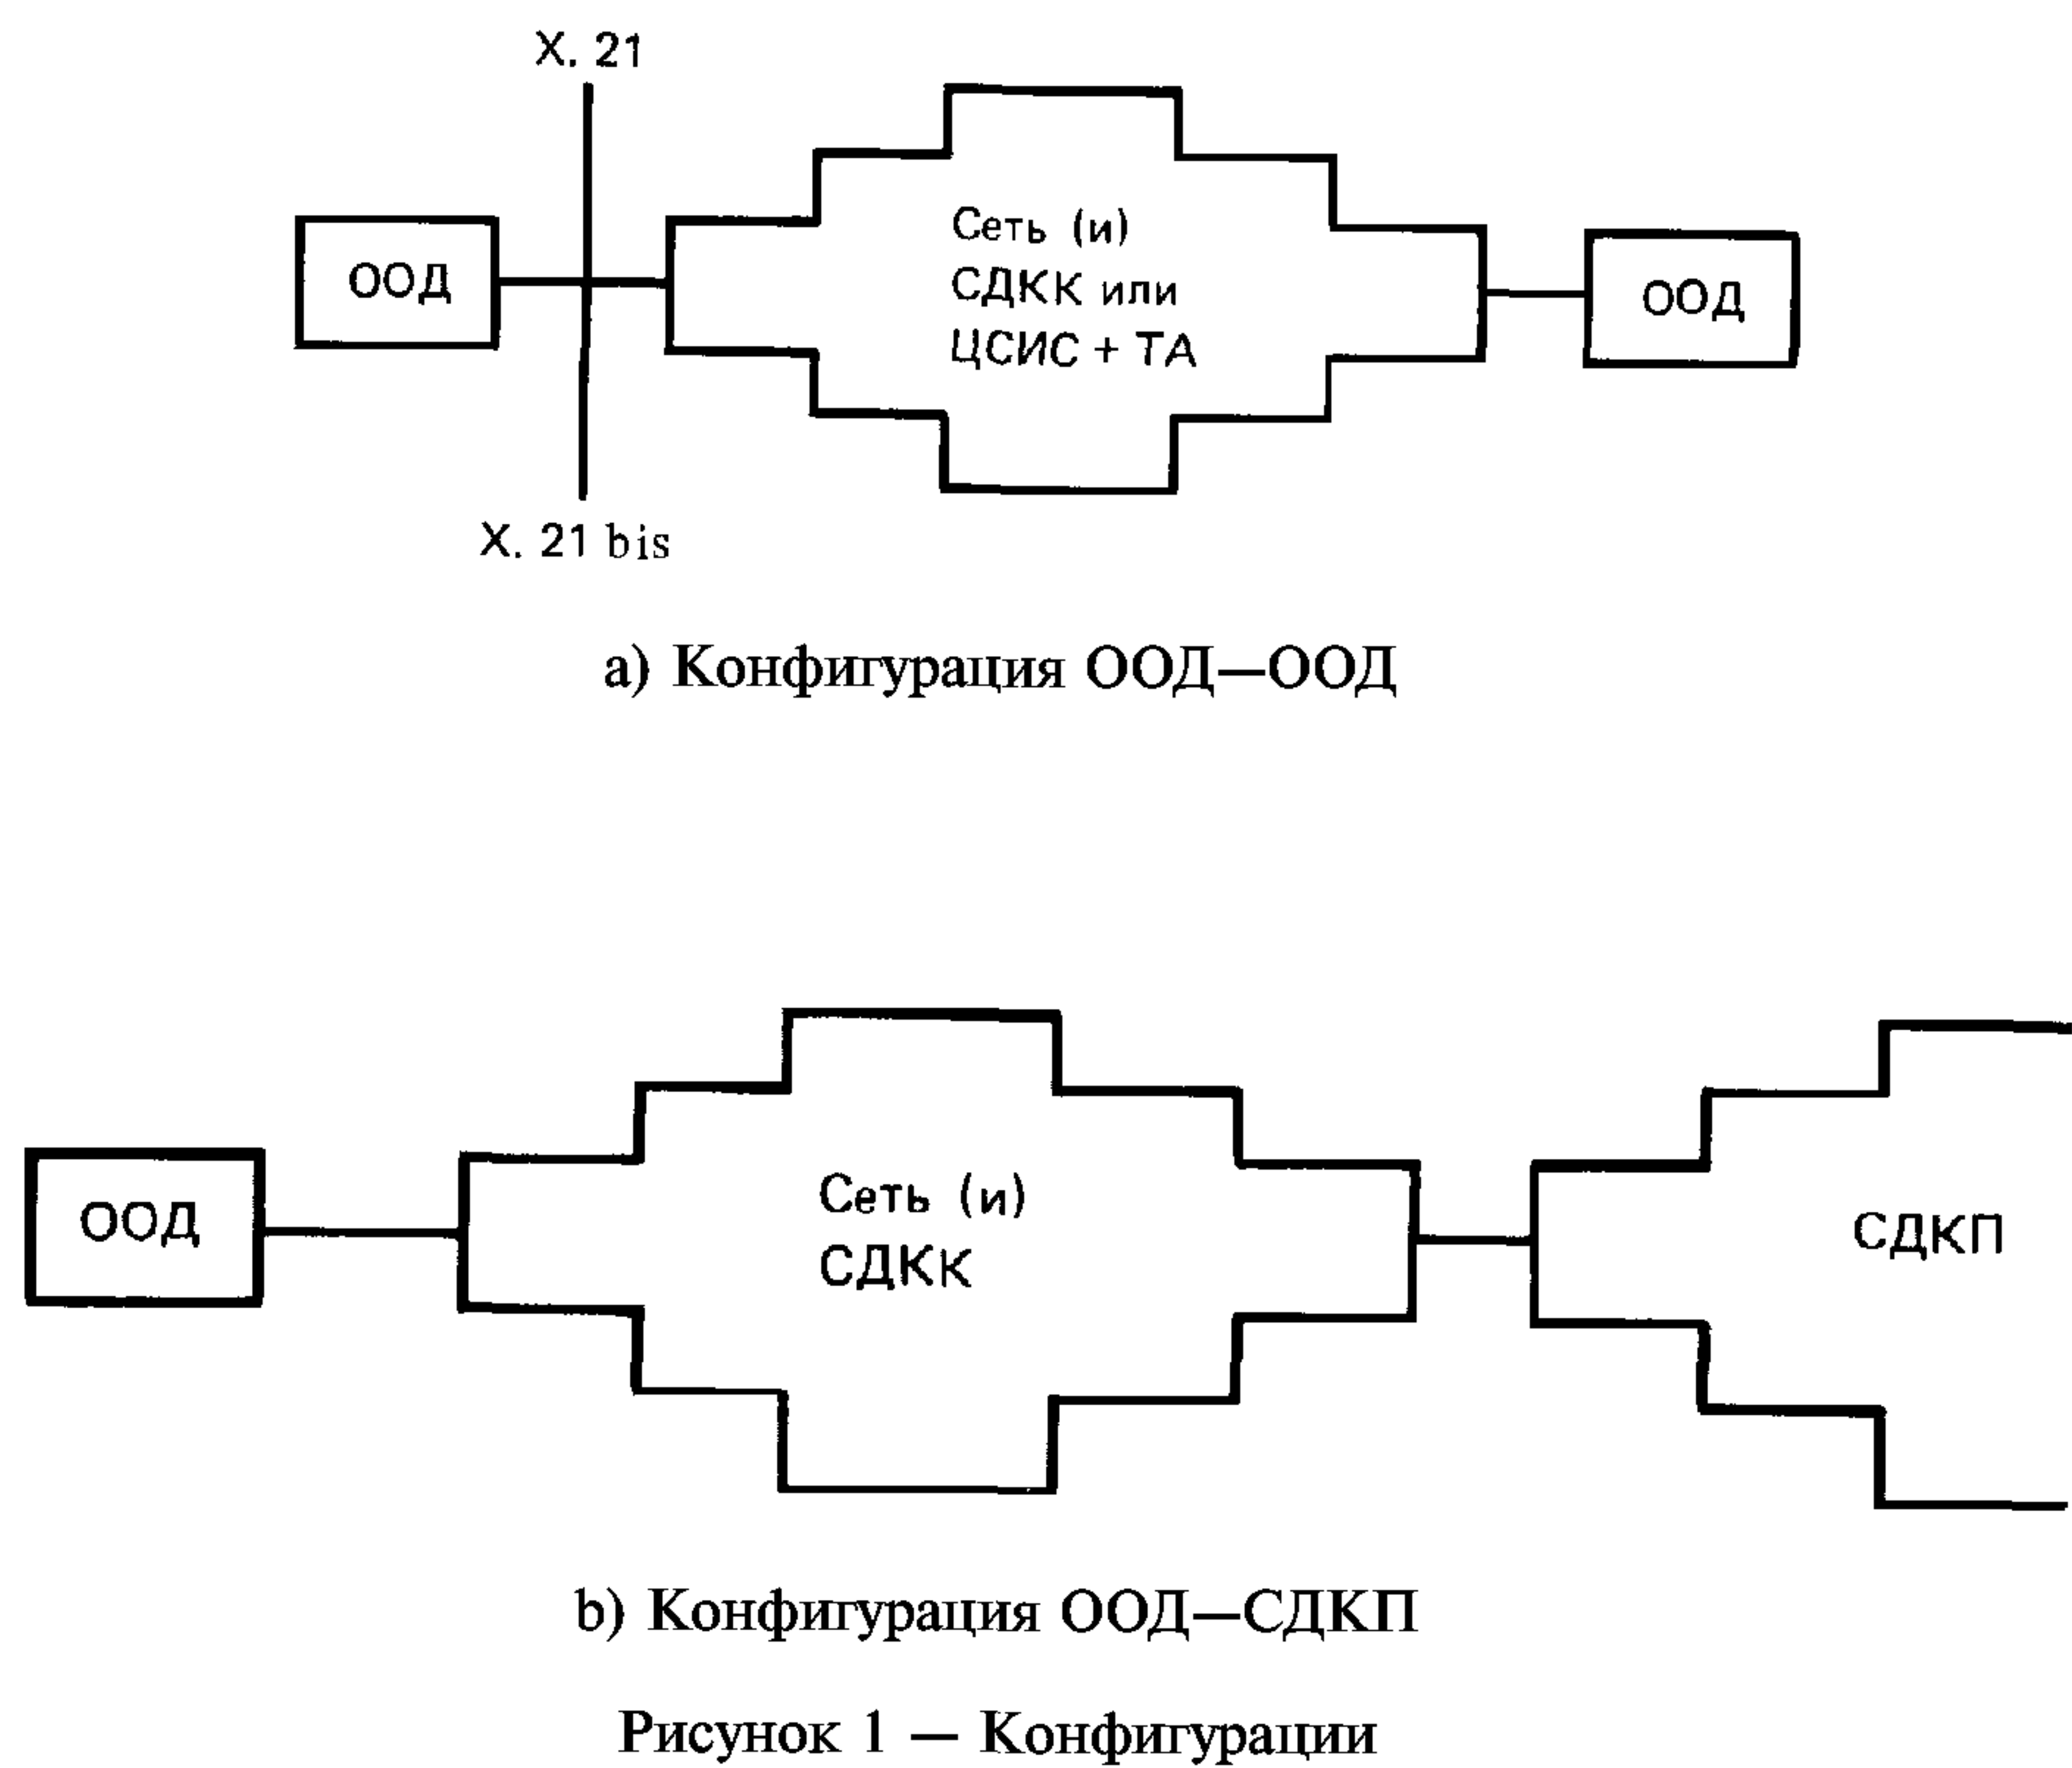 X. 21
ООД
Сеть (и)
СДКК или
ЦСИС + ТА
ООД
X. 21 bis
a) Конфигурация ООД—ООД
ООД
Сеть (и)
СДКК
СДКП
b) Конфигурация ООД—СДКП
Рисунок 1 — Конфигурации